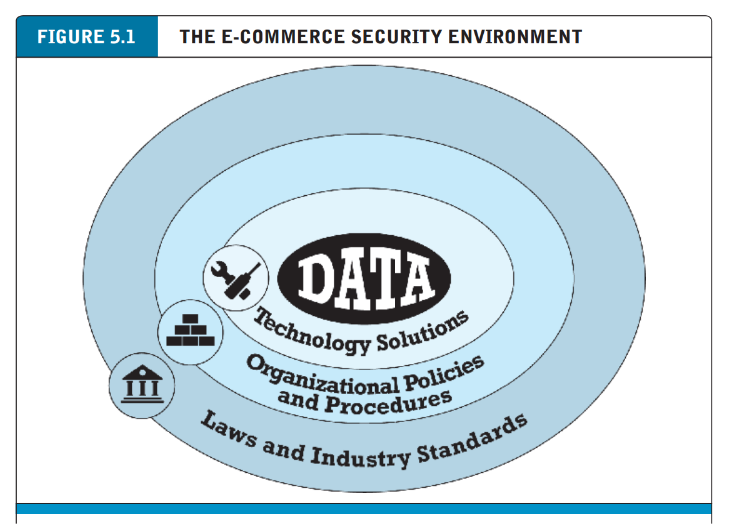 FIGURE 5.1
THE E-COMMERCE SECURITY ENVIRONMENT
DATA
Technology Solutions
Organizational Policies
and Procedures
Laws and Industry Standards